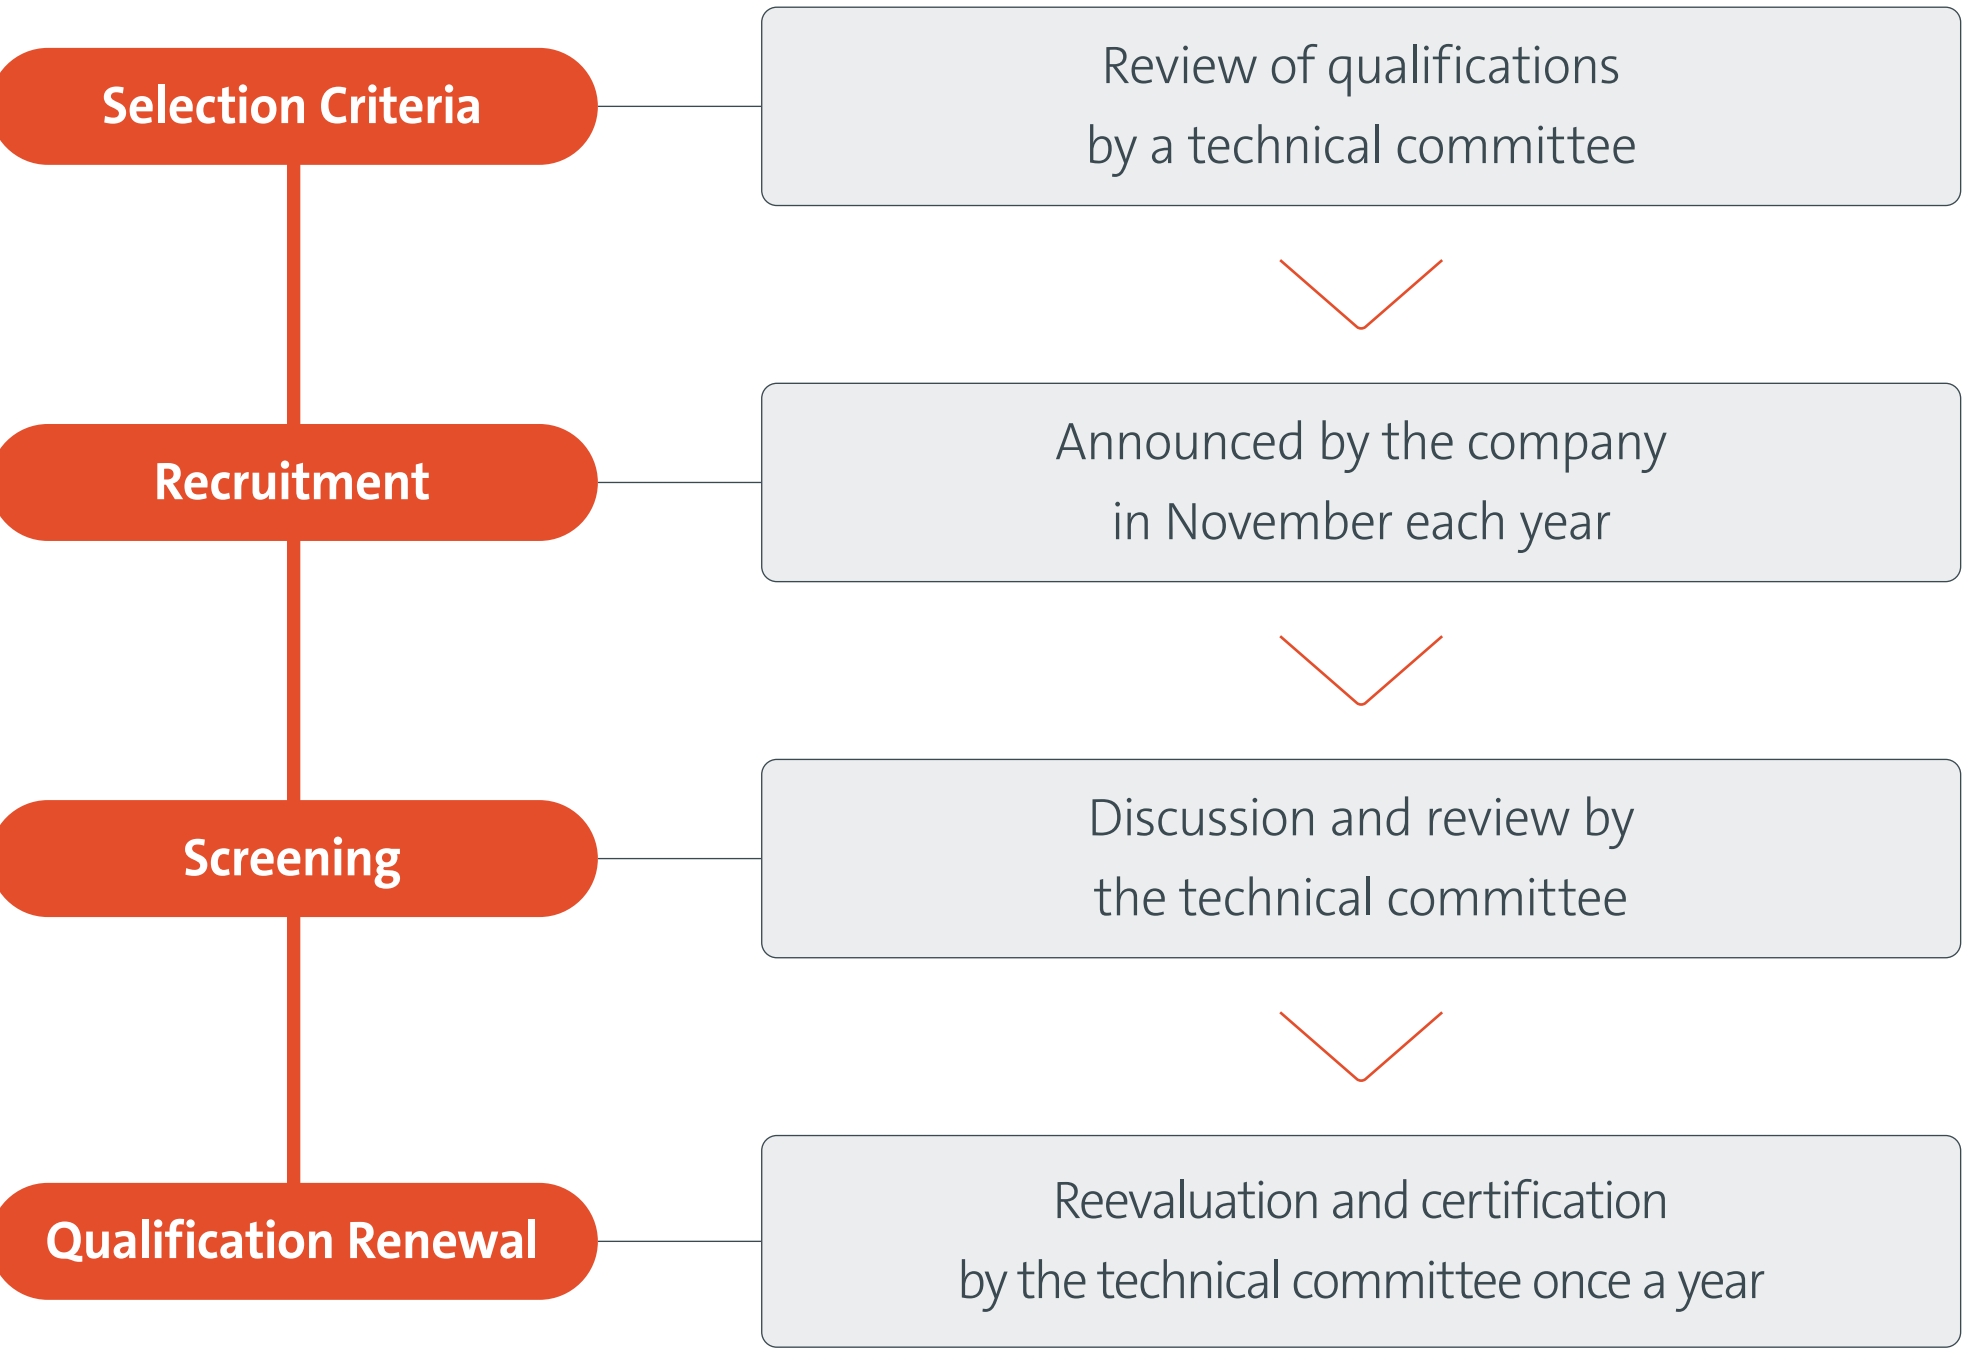 Selection Criteria
Review of qualifications
by a technical committee
Recruitment
Announced by the company
in November each year
Screening
Discussion and review by
the technical committee
Qualification Renewal
Reevaluation and certification
by the technical committee once a year